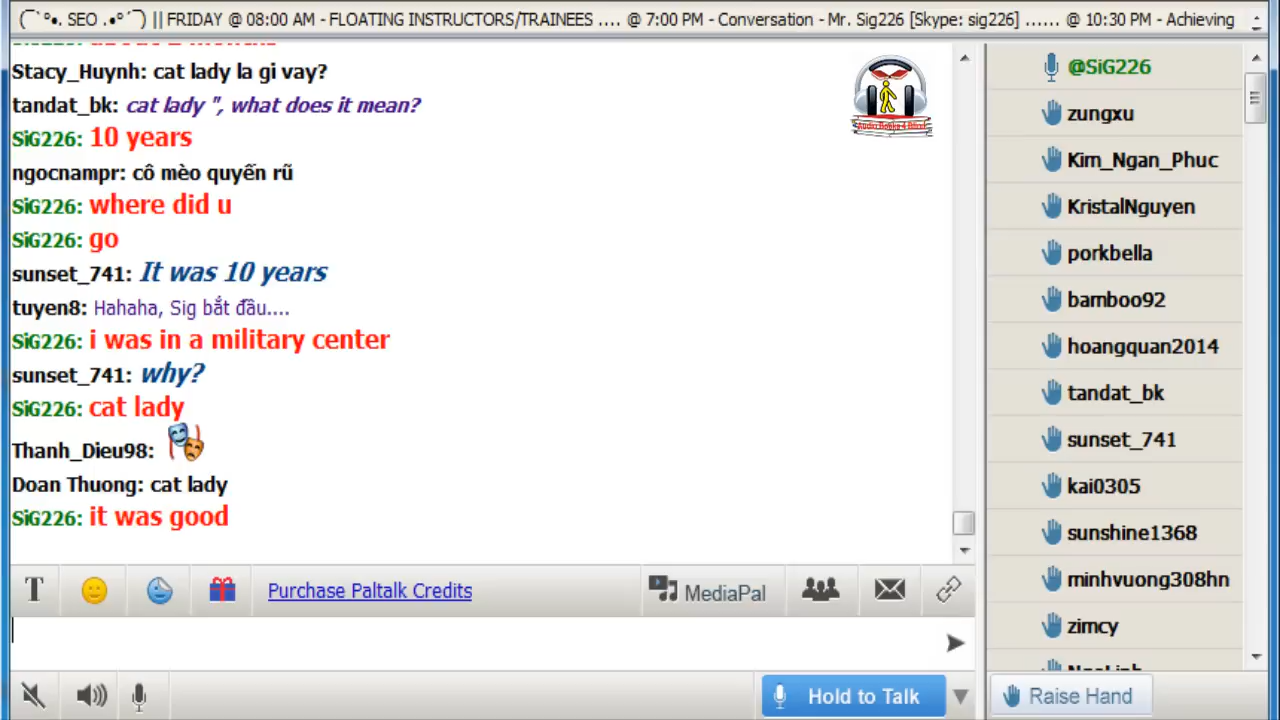 (¯`°•. SEO .•°´¯) || FRIDAY @ 08:00 AM - FLOATING INSTRUCTORS/TRAINEES .... @ 7:00 PM - Conversation - Mr. Sig226 [Skype: sig226] ...... @ 10:30 PM - Achieving
Stacy_Huynh: cat lady la gi vay?
tandat_bk: cat lady ", what does it mean?
SiG226: 10 years
ngocnampr: cô mèo quyến rũ
SiG226: where did u
SiG226: go
sunset_741: It was 10 years
tuyen8: Hahaha, Sig bắt đầu....
SiG226: i was in a military center
sunset_741: why?
SiG226: cat lady
Thanh_Dieu98:
Doan Thuong: cat lady
SiG226: it was good
T
Purchase Paltalk Credits
MediaPal
Hold to Talk
@SiG226
zungxu
Kim_Ngan_Phuc
KristalNguyen
porkbella
bamboo92
hoangquan2014
tandat_bk
sunset_741
kai0305
sunshine1368
minhvuong308hn
zimcy
Raise Hand